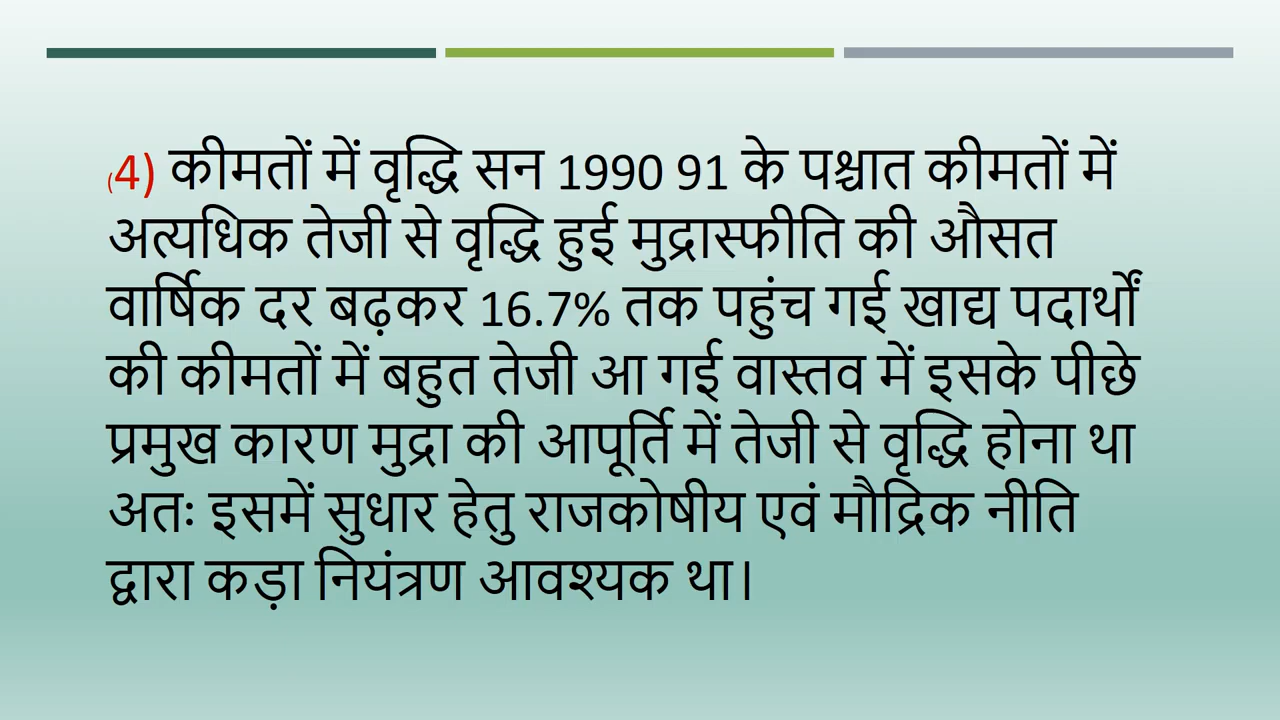 (4) कीमतों में वृद्धि सन 1990 91 के पश्चात कीमतों में
अत्यधिक तेजी से वृद्धि हुई मुद्रास्फीति की औसत
वार्षिक दर बढ़कर 16.7% तक पहुंच गई खाद्य पदार्थों
की कीमतों में बहुत तेजी आ गई वास्तव में इसके पीछे
प्रमुख कारण मुद्रा की आपूर्ति में तेजी से वृद्धि होना था
अतः इसमें सुधार हेतु राजकोषीय एवं मौद्रिक नीति
द्वारा कड़ा नियंत्रण आवश्यक था।